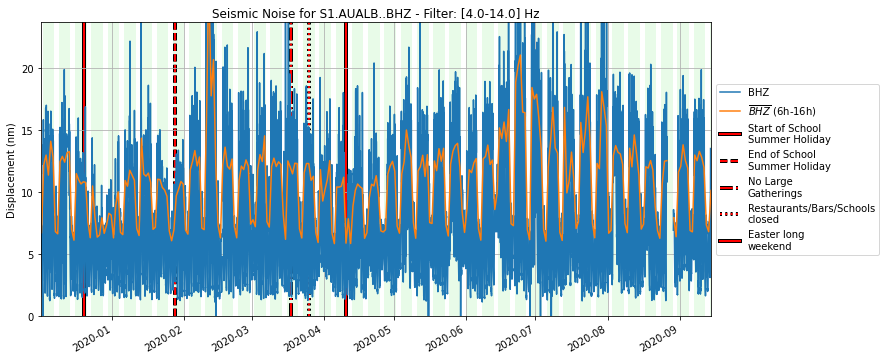 Seismic Noise for S1.AUALB..BHZ - Filter: [4.0-14.0] Hz
Displacement (nm)
20
15
10
5
0
2020-01
2020-02
2020-03
2020-04
2020-05
2020-06
2020-07
2020-08
2020-09
BHZ
BHZ (6h-16h)
Start of School
Summer Holiday
End of School
Summer Holiday
No Large
Gatherings
Restaurants/Bars/Schools
closed
Easter long
weekend